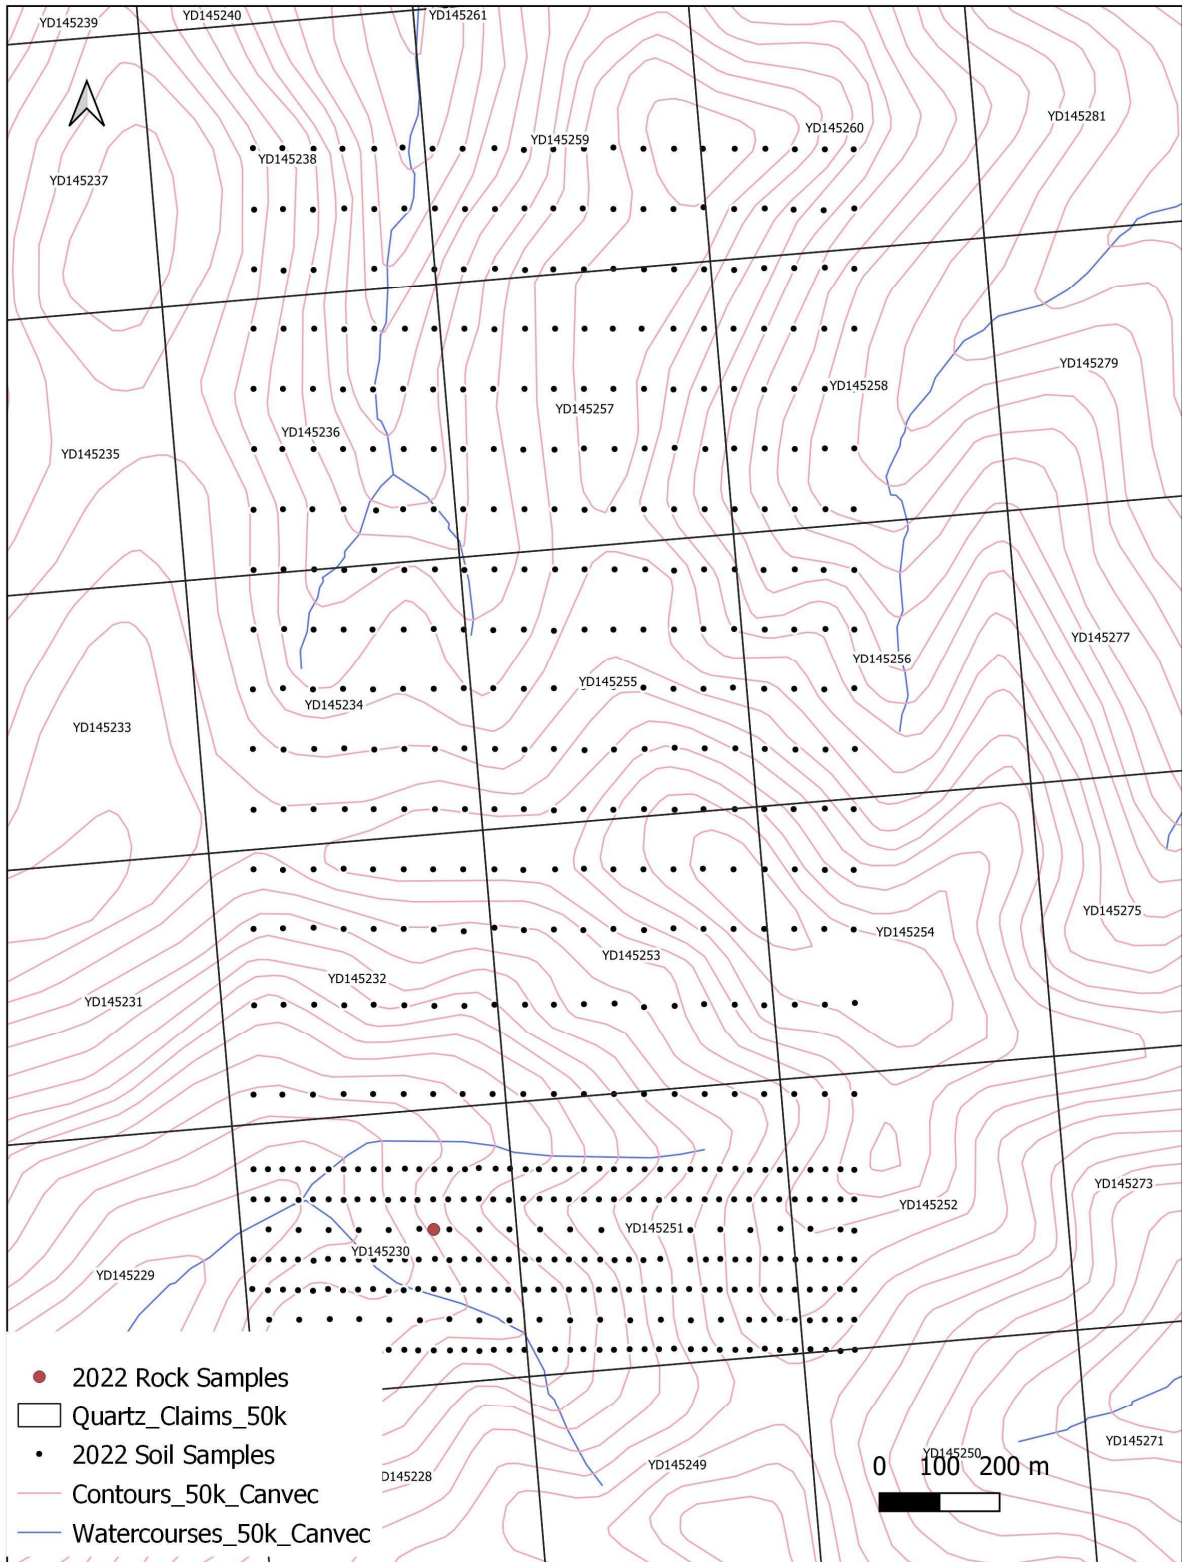 YD145239
YD145240
YD145261
YD145281
YD145260
YD145259
YD145238
YD145237
YD145279
YD145258
YD145257
YD145236
YD145235
YD145277
YD145256
YD145255
YD145234
YD145233
YD145275
YD145254
YD145253
YD145232
YD145231
YD145273
YD145252
YD145251
YD145230
YD145229
2022 Rock Samples
Quartz_Claims_50k
2022 Soil Samples
Contours_50k_Canvec
Watercourses_50k_Canvec
D145228
YD145249
YD145250
YD145271
0 100 200 m